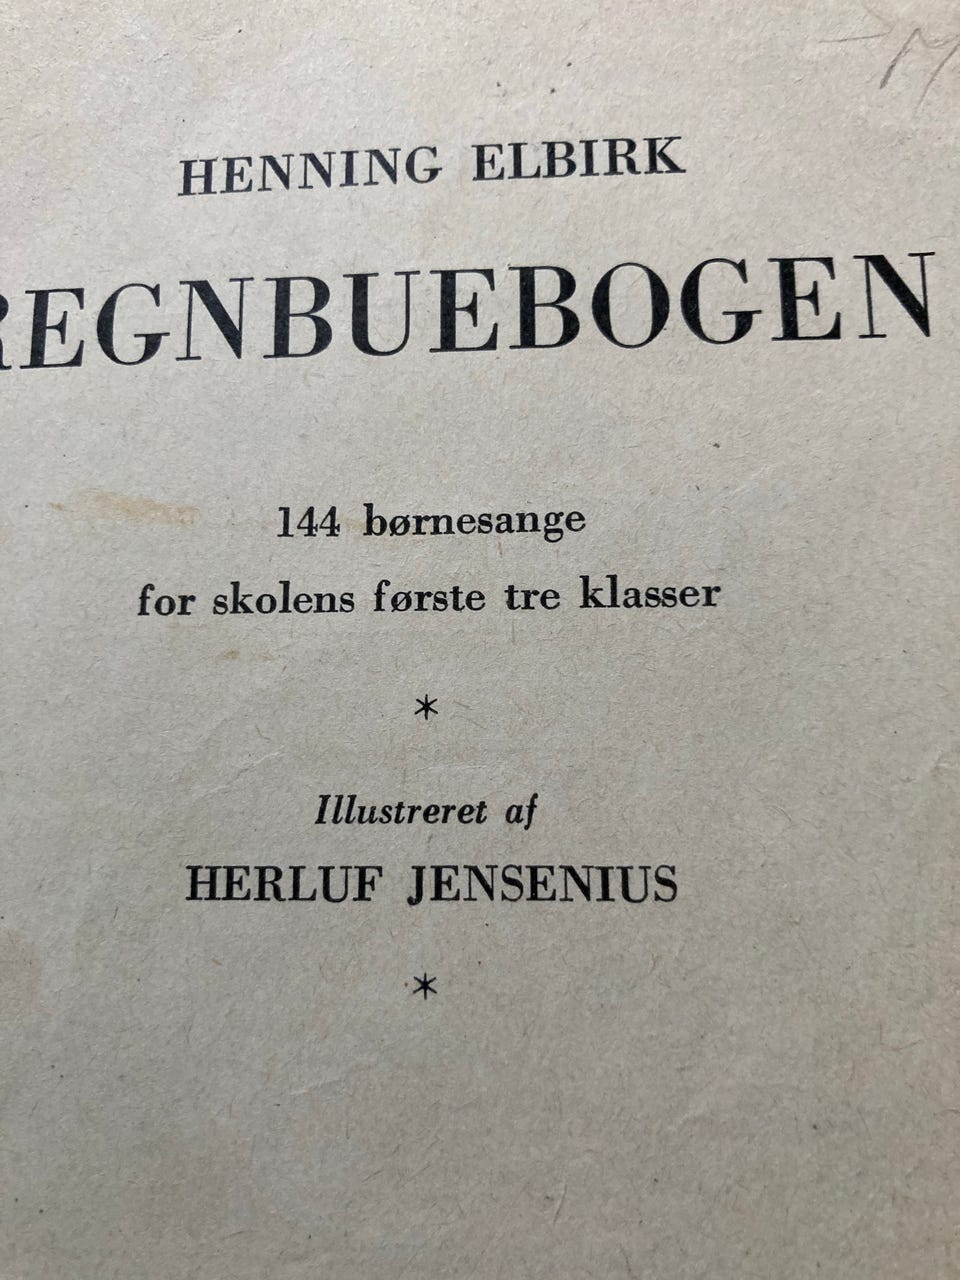 HENNING ELBIRK
REGNBUEBOGEN
144 børnesange
for skolens første tre klasser
*
Illustreret af
HERLUF JENSENIUS
*